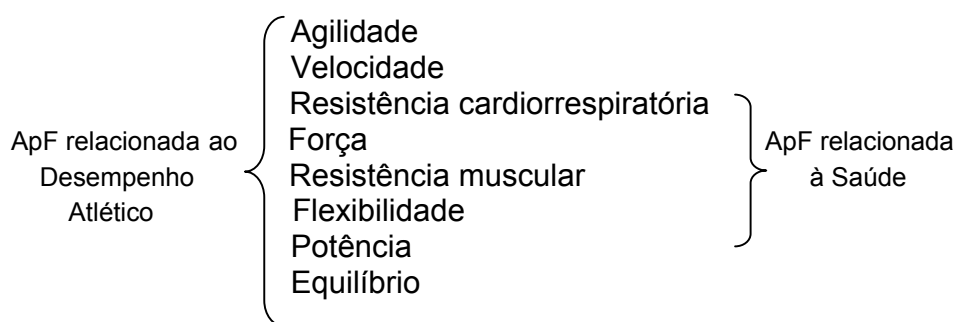 Agilidade
Velocidade
Resistência cardiorrespiratória
Força
Resistência muscular
Flexibilidade
Potência
Equilíbrio
ApF relacionada ao
Desempenho
Atlético
ApF relacionada
à Saúde